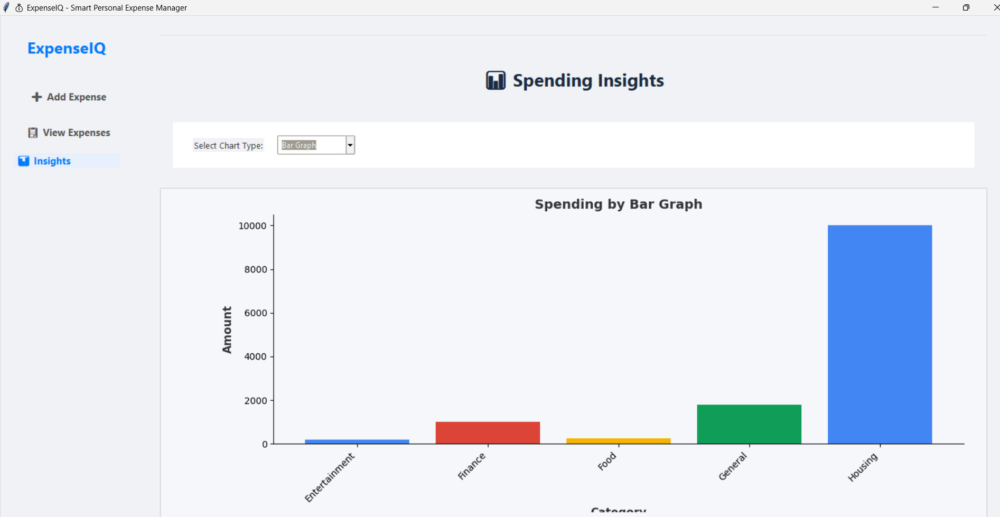 ExpenseIQ - Smart Personal Expense Manager
ExpenseIQ
Add Expense
View Expenses
Insights
Spending Insights
Select Chart Type:
Bar Graph
Spending by Bar Graph
10000
8000
6000
4000
2000
0
Amount
Entertainment
Finance
Food
General
Housing
Category